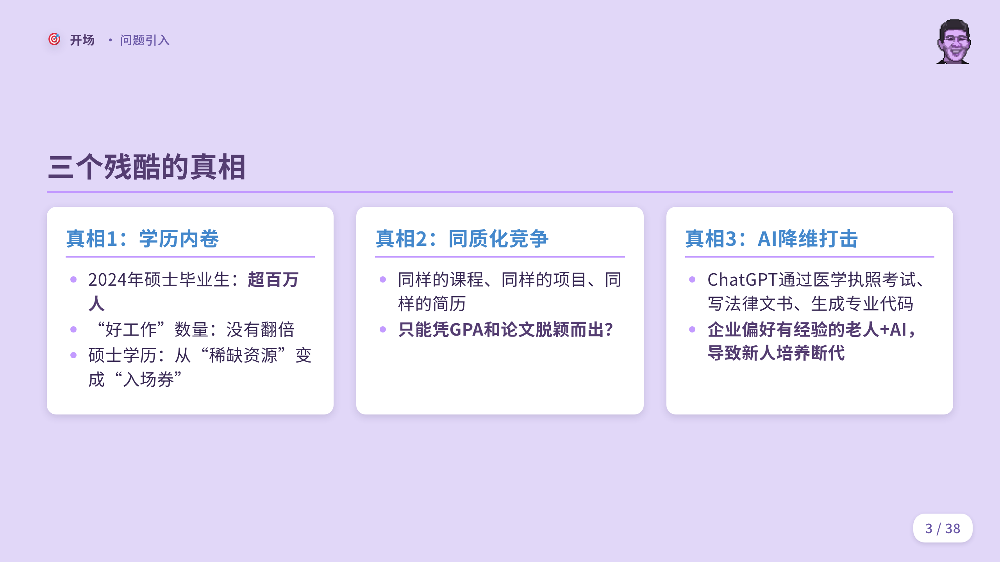 开场 • 问题引入
三个残酷的真相
真相1：学历内卷
2024年硕士毕业生：超百万
人
“好工作”数量：没有翻倍
硕士学历：从“稀缺资源”变
成“入场券”
真相2：同质化竞争
同样的课程、同样的项目、同
样的简历
只能凭GPA和论文脱颖而出？
真相3：AI降维打击
ChatGPT通过医学执照考试、
写法律文书、生成专业代码
企业偏好有经验的老人+AI，
导致新人培养断代
3 / 38